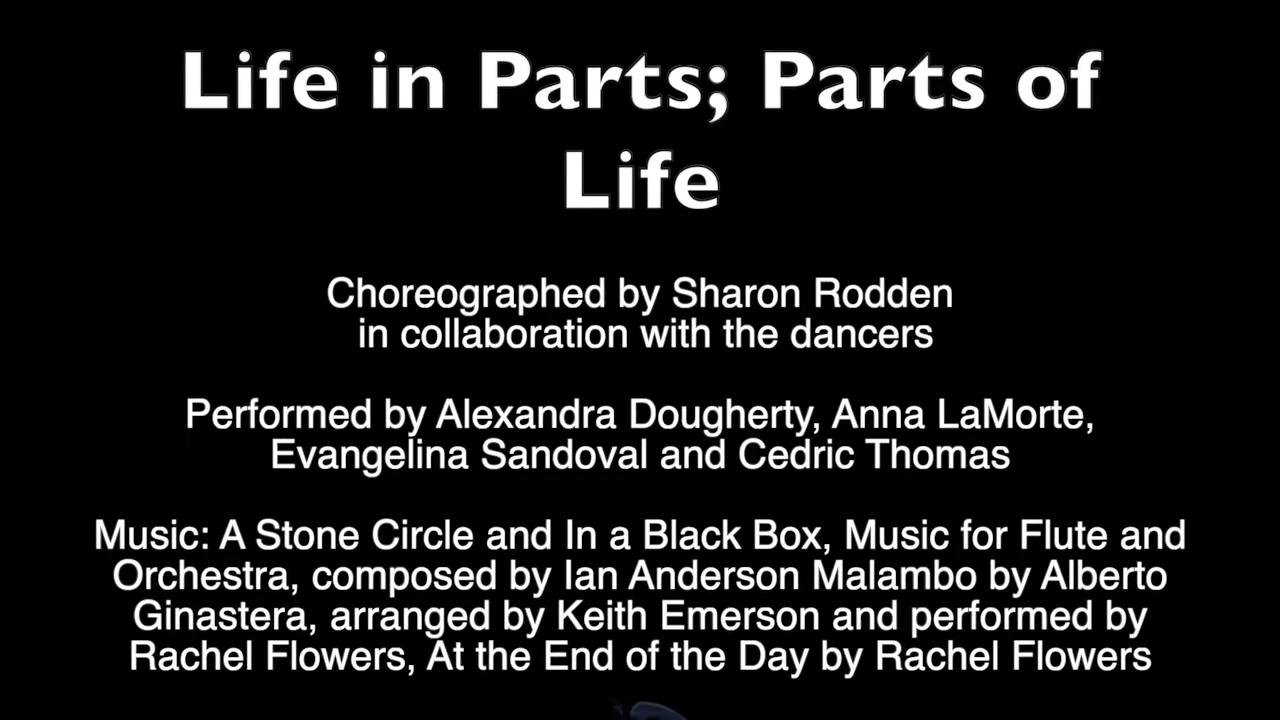 Life in Parts; Parts of
Life
Choreographed by Sharon Rodden
in collaboration with the dancers
Performed by Alexandra Dougherty, Anna LaMorte,
Evangelina Sandoval and Cedric Thomas
Music: A Stone Circle and In a Black Box, Music for Flute and
Orchestra, composed by Ian Anderson Malambo by Alberto
Ginastera, arranged by Keith Emerson and performed by
Rachel Flowers, At the End of the Day by Rachel Flowers